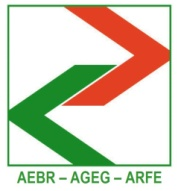 AEBR – AGEG – ARFE